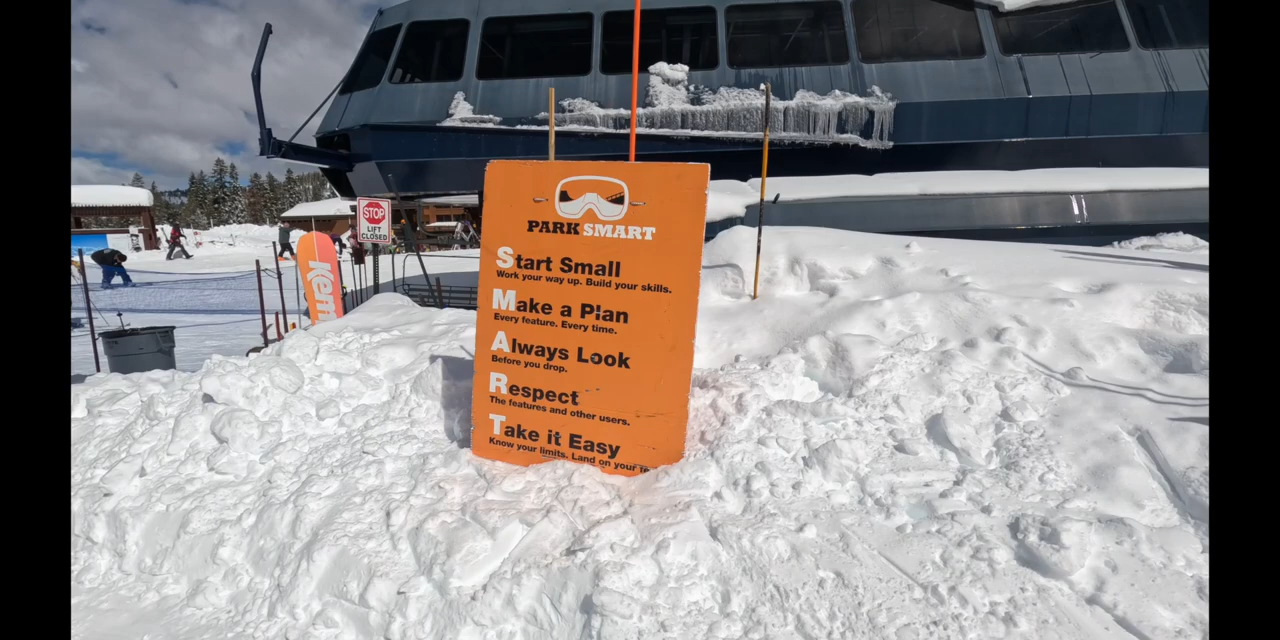 PARK SMART
Start Small
Work your way up. Build your skills.
Make a Plan
Every feature. Every time.
Always Look
Before you drop.
Respect
The features and other users.
Take it Easy
Know your limits. Land on your
STOP
LIFT
CLOSED